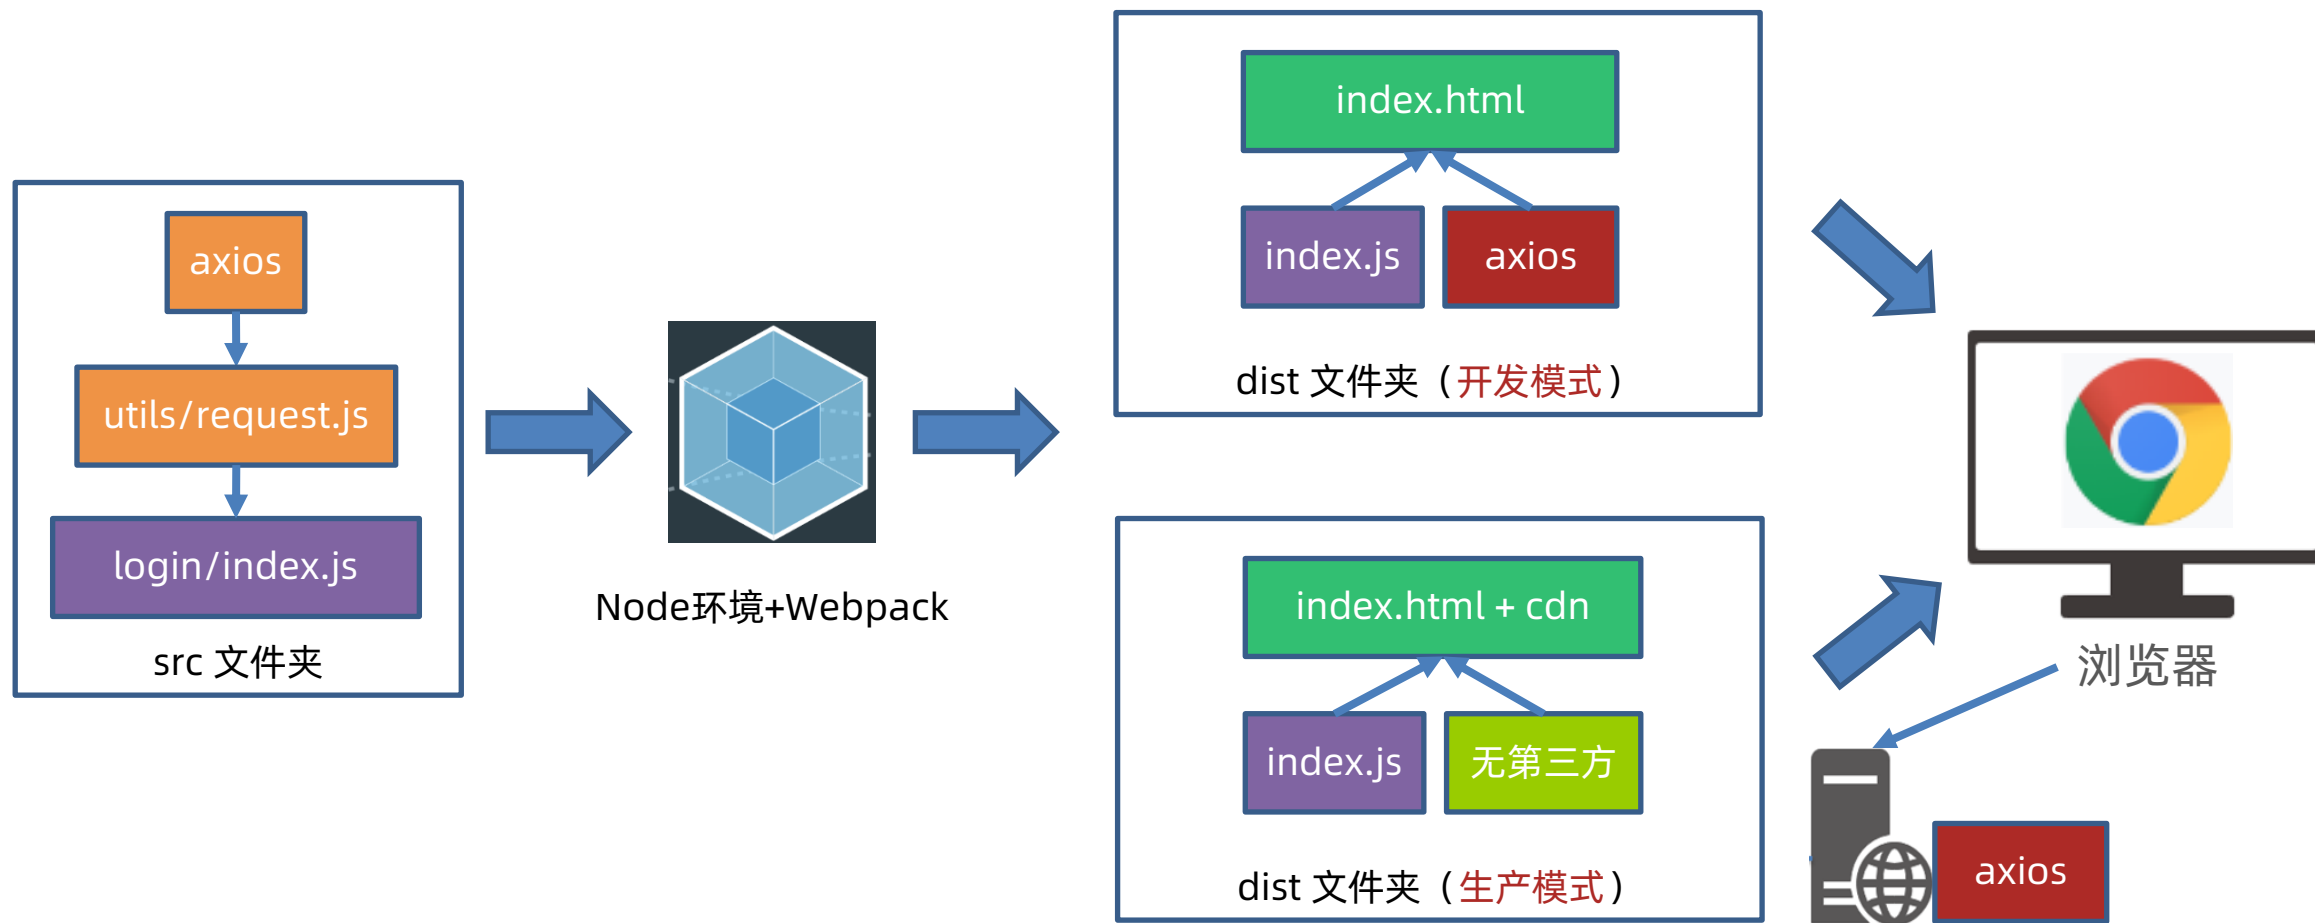 axios
utils/request.js
login/index.js
src 文件夹
Node环境+Webpack
index.html
index.js
axios
dist 文件夹（开发模式）
index.html + cdn
index.js
无第三方
dist 文件夹（生产模式）
浏览器
axios